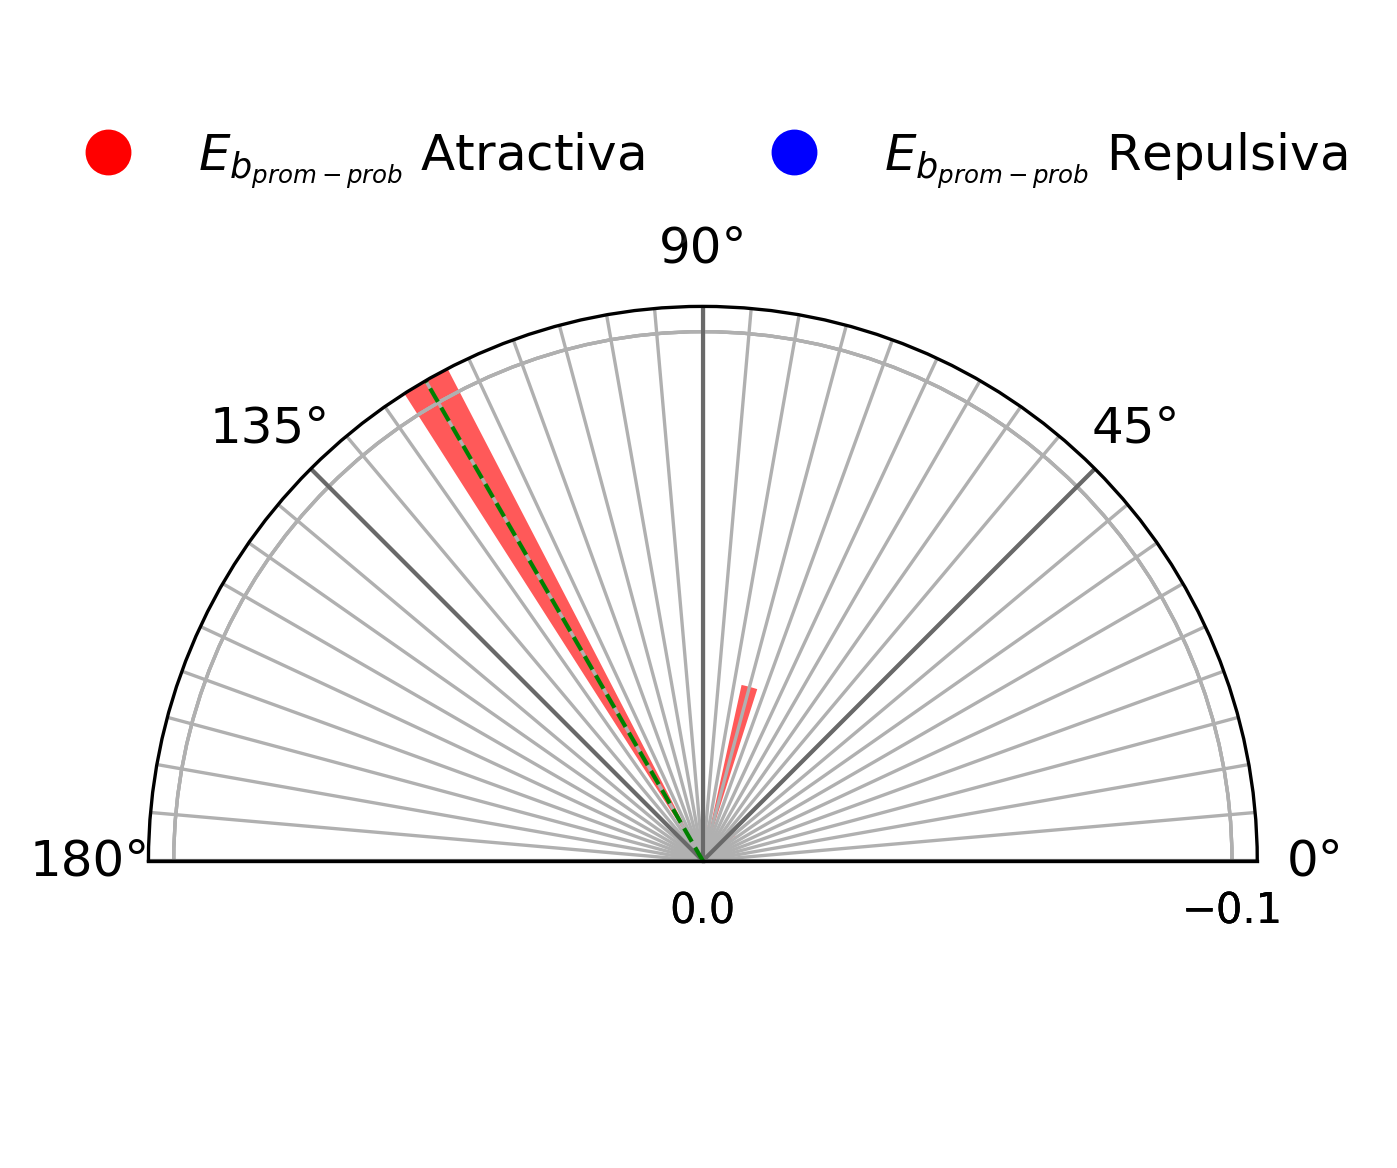 E_{b_{prom-prob}} Atractiva E_{b_{prom-prob}} Repulsiva
90°
135° 45°
180° 0°
0.0 −0.1